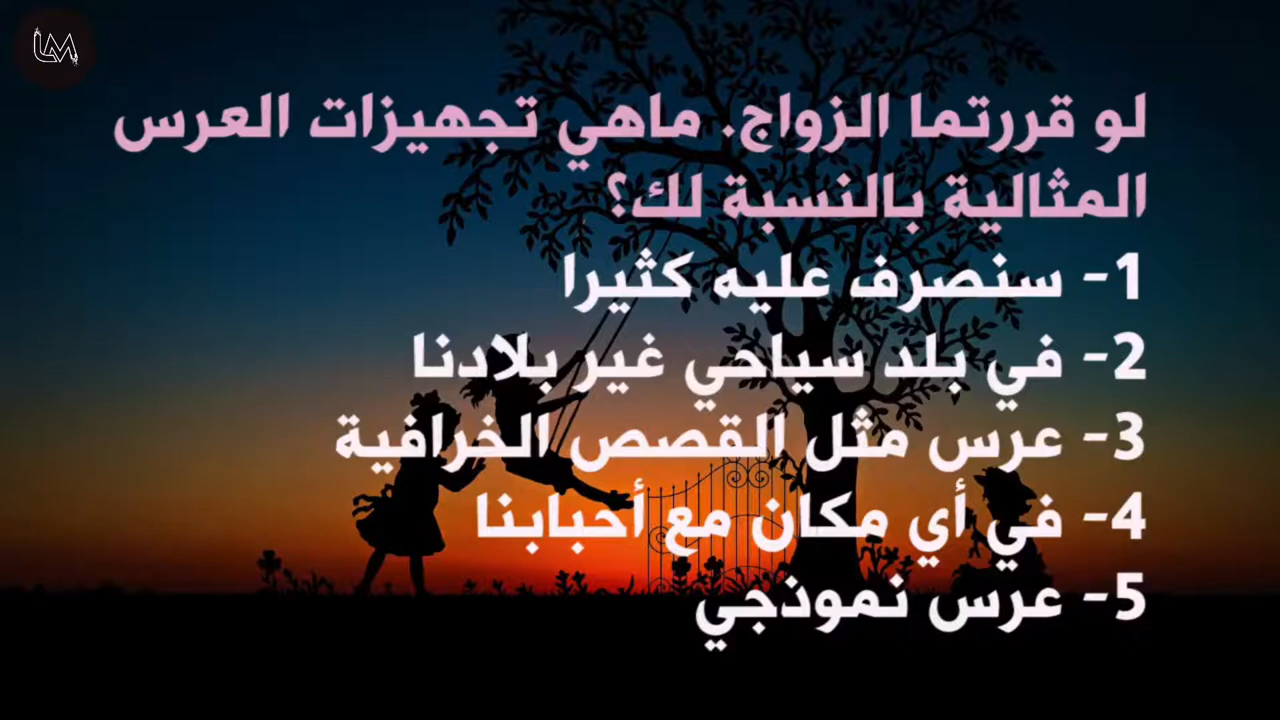 LM
لو قررتما الزواج. ماهي تجهيزات العرس
المثالية بالنسبة لك؟
1- سنصرف عليه كثيرا
2- في بلد سياحي غير بلادنا
3- عرس مثل القصص الخرافية
4- في أي مكان مع أحبابنا
5- عرس نموذجي